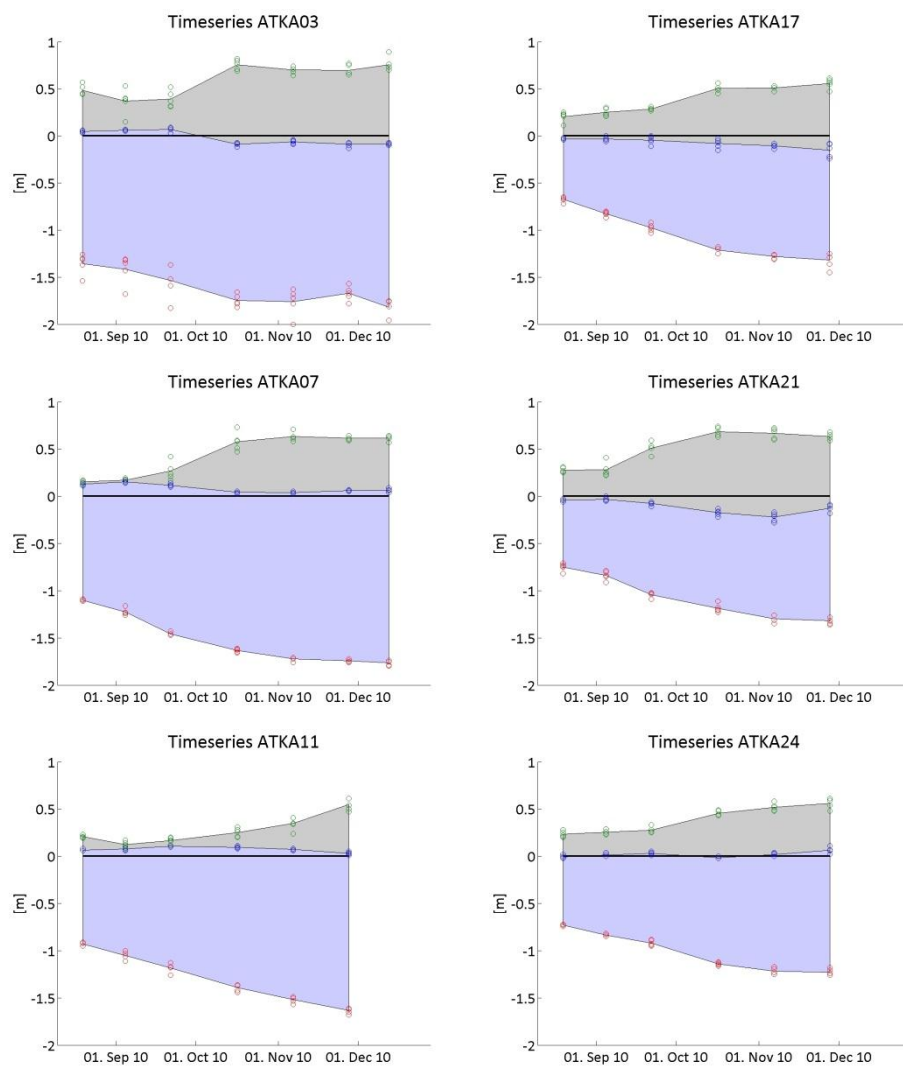 Timeseries ATKA03
1
0.5
0
-0.5
-1
-1.5
-2
[m]
01. Sep 10 01. Oct 10 01. Nov 10 01. Dec 10
Timeseries ATKA17
1
0.5
0
-0.5
-1
-1.5
-2
[m]
01. Sep 10 01. Oct 10 01. Nov 10 01. Dec 10
Timeseries ATKA07
1
0.5
0
-0.5
-1
-1.5
-2
[m]
01. Sep 10 01. Oct 10 01. Nov 10 01. Dec 10
Timeseries ATKA21
1
0.5
0
-0.5
-1
-1.5
-2
[m]
01. Sep 10 01. Oct 10 01. Nov 10 01. Dec 10
Timeseries ATKA11
1
0.5
0
-0.5
-1
-1.5
-2
[m]
01. Sep 10 01. Oct 10 01. Nov 10 01. Dec 10
Timeseries ATKA24
1
0.5
0
-0.5
-1
-1.5
-2
[m]
01. Sep 10 01. Oct 10 01. Nov 10 01. Dec 10